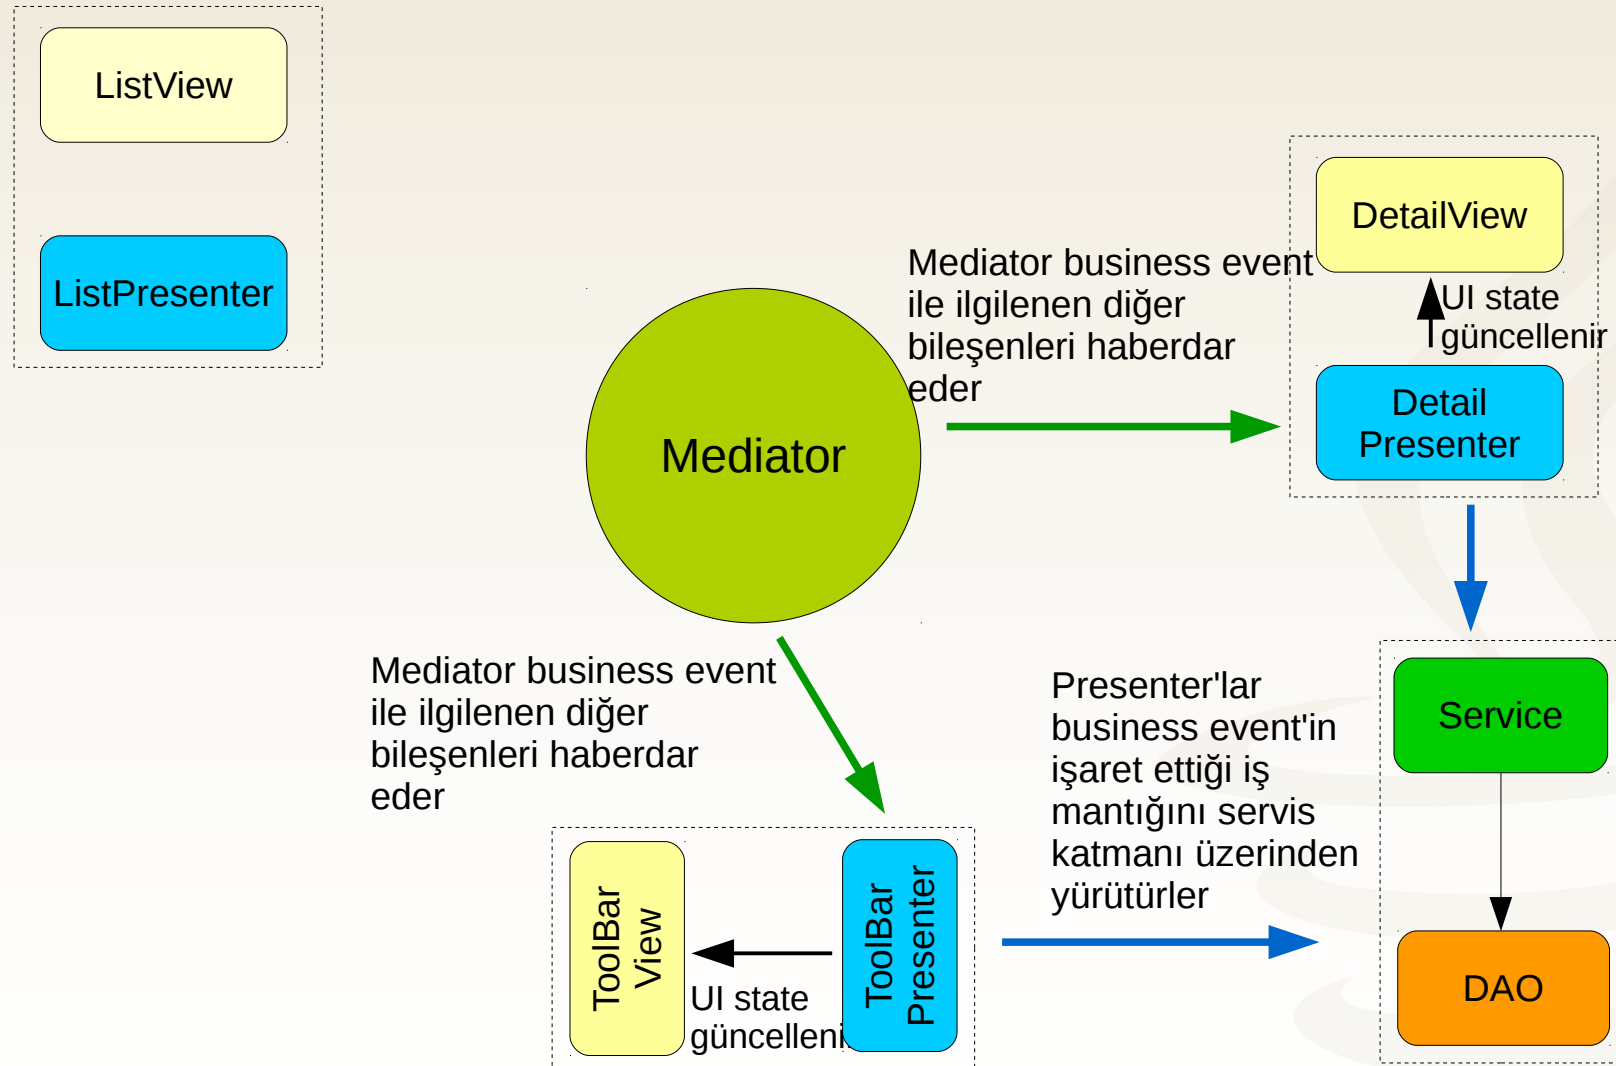 ListView
ListPresenter
Mediator
Mediator business event
ile ilgilenen diğer
bileşenleri haberdar
eder
DetailView
UI state
güncellenir
Detail
Presenter
Mediator business event
ile ilgilenen diğer
bileşenleri haberdar
eder
ToolBar
View
UI state
güncellenir
ToolBar
Presenter
Presenter'lar
business event'in
işaret ettiği iş
mantığını servis
katmanı üzerinden
yürütürler
Service
DAO